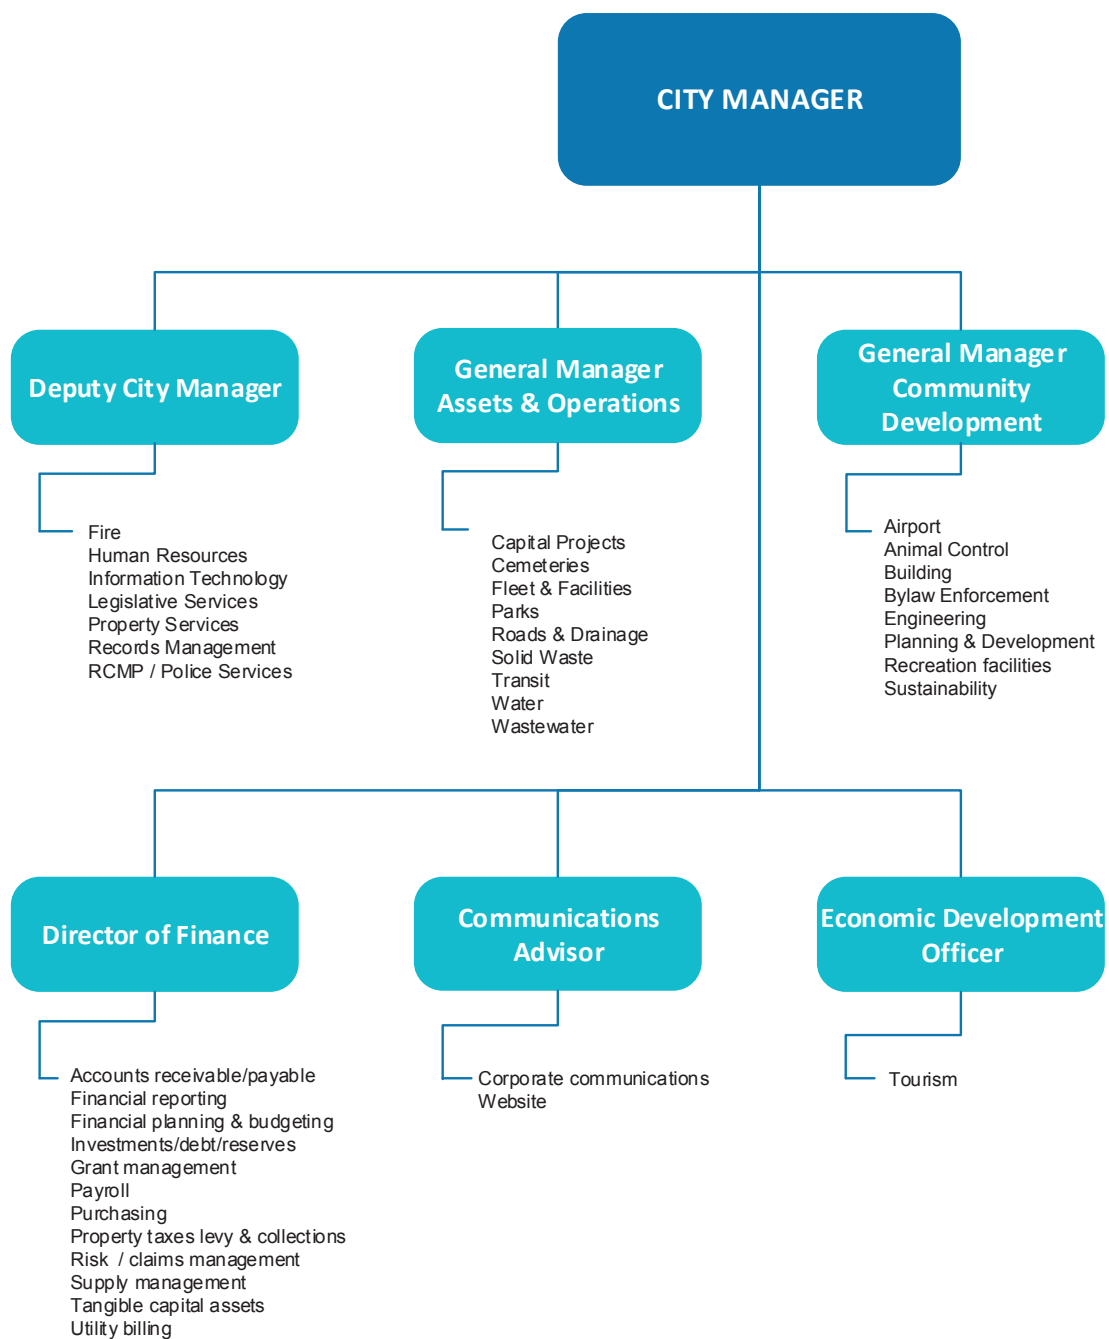 CITY MANAGER
Deputy City Manager
Fire
Human Resources
Information Technology
Legislative Services
Property Services
Records Management
RCMP / Police Services
General Manager
Assets & Operations
Capital Projects
Cemeteries
Fleet & Facilities
Parks
Roads & Drainage
Solid Waste
Transit
Water
Wastewater
General Manager
Community
Development
Airport
Animal Control
Building
Bylaw Enforcement
Engineering
Planning & Development
Recreation facilities
Sustainability
Director of Finance
Accounts receivable/payable
Financial reporting
Financial planning & budgeting
Investments/debt/reserves
Grant management
Payroll
Purchasing
Property taxes levy & collections
Risk / claims management
Supply management
Tangible capital assets
Utility billing
Communications
Advisor
Corporate communications
Website
Economic Development
Officer
Tourism